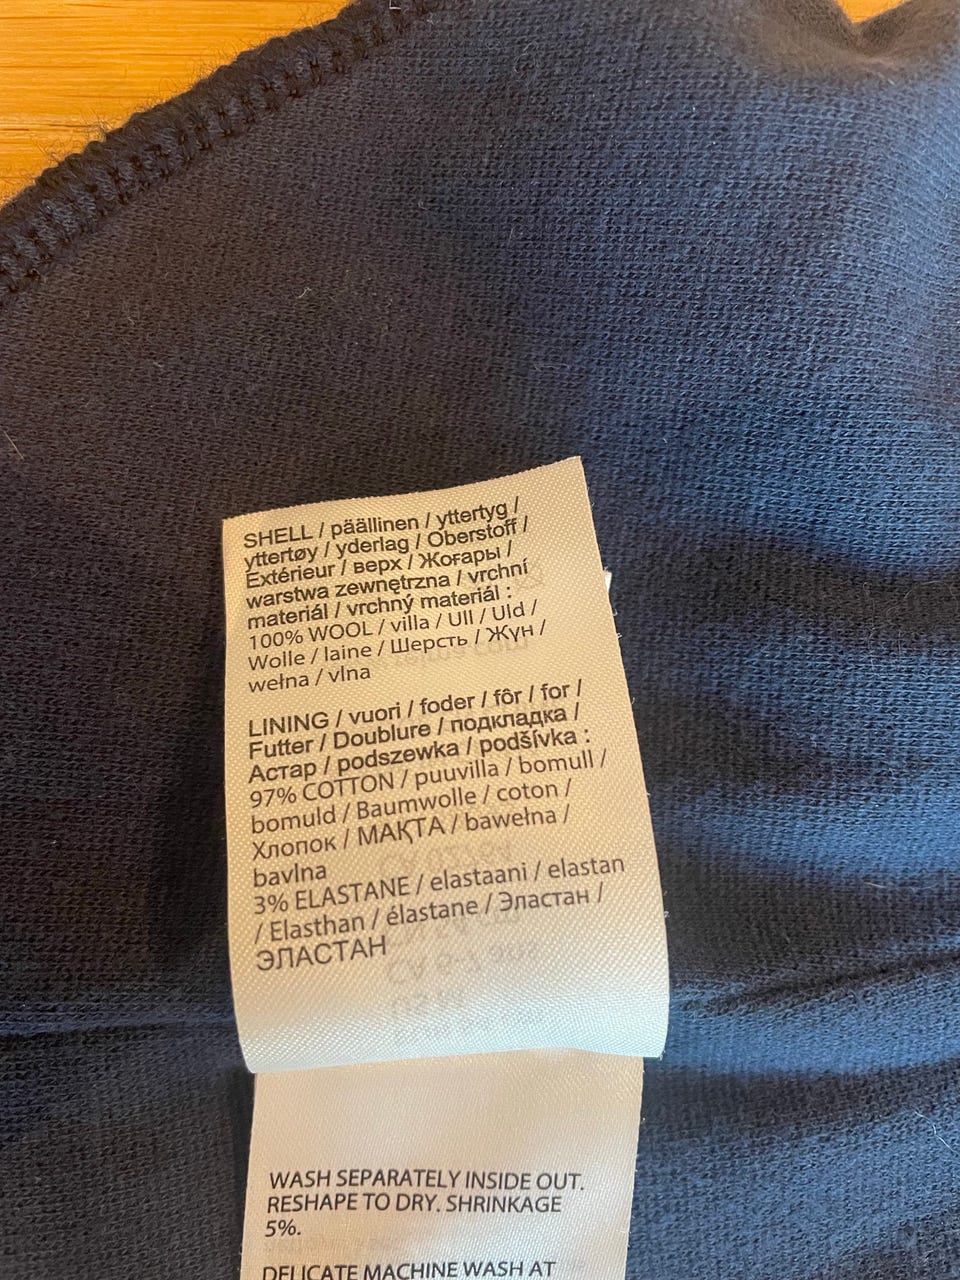 SHELL / päällinen / yttertyg /
yttertøy / yderlag / Oberstoff /
Extérieur / верх / Жоғары /
warstwa zewnętrzna / vrchní
materiál / vrchný materiál :
100% WOOL / villa / Ull / Uld /
Wolle / laine / Шерсть / Жүн /
wełna / vlna
LINING / vuori / foder / fôr / for /
Futter / Doublure / подкладка /
Астар / podszewka / podšívka :
97% COTTON / puuvilla / bomull /
bomuld / Baumwolle / coton /
Хлопок / МАҚТА / bawełna /
bavlna
3% ELASTANE / elastaani / elastan
/ Elasthan / élastane / Эластан /
ЭЛАСТАН
WASH SEPARATELY INSIDE OUT.
RESHAPE TO DRY. SHRINKAGE
5%.
DELICATE MACHINE WASH AT